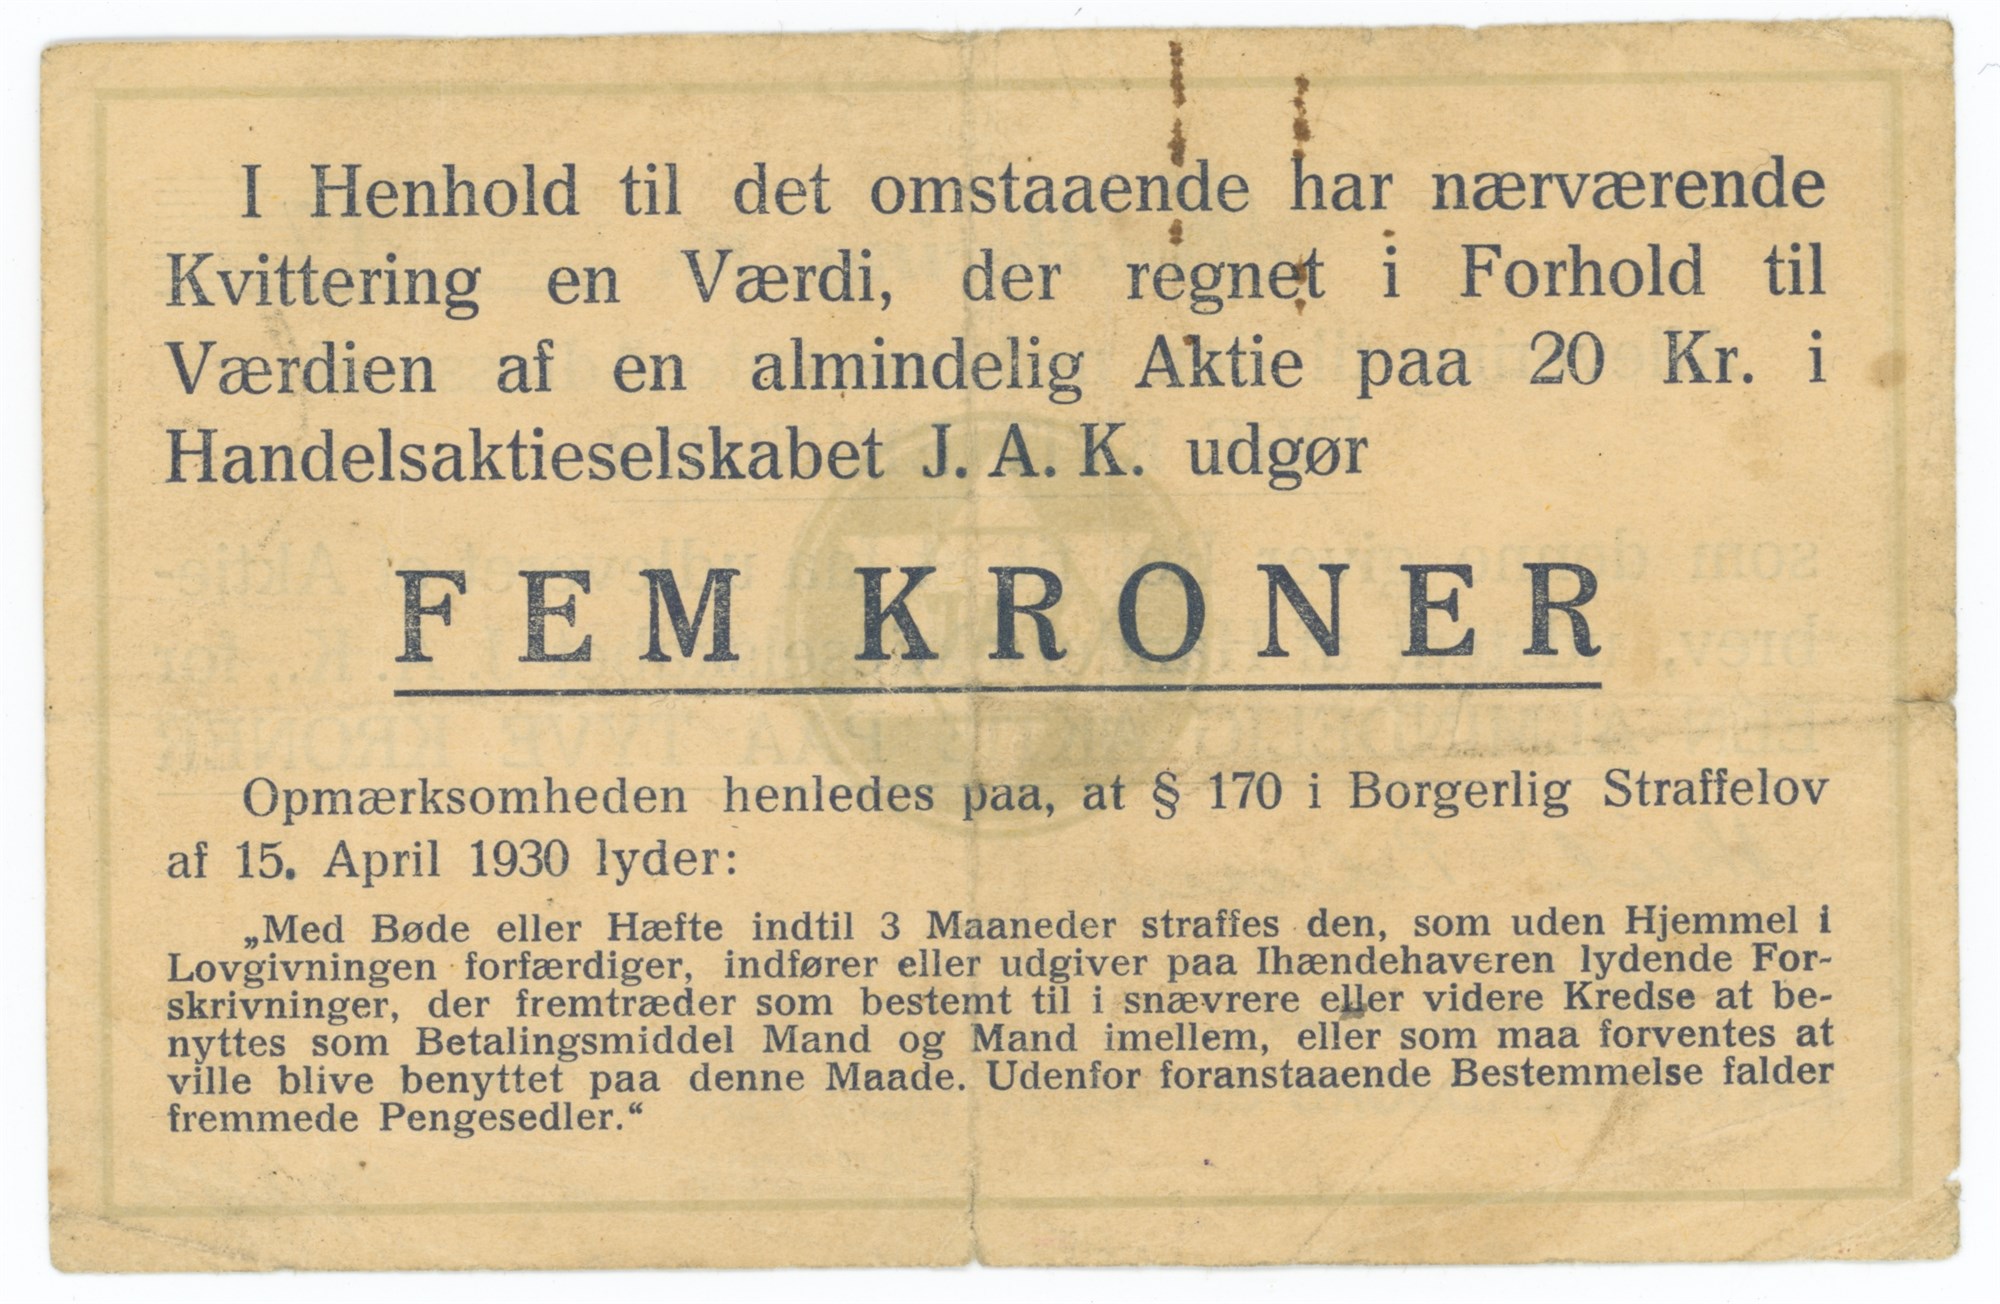 I Henhold til det omstaaende har nærværende
Kvittering en Værdi, der regnet i Forhold til
Værdien af en almindelig Aktie paa 20 Kr. i
Handelsaktieselskabet J. A. K. udgør
FEM KRONER
Opmærksomheden henledes paa, at § 170 i Borgerlig Straffelov
af 15. April 1930 lyder:
„Med Bøde eller Hæfte indtil 3 Maaneder straffes den, som uden Hjemmel i
Lovgivningen forfærdiger, indfører eller udgiver paa Ihændehaveren lydende For-
skrivninger, der fremtræder som bestemt til i snævrere eller videre Kredse at be-
nyttes som Betalingsmiddel Mand og Mand imellem, eller som maa forventes at
ville blive benyttet paa denne Maade. Udenfor foranstaaende Bestemmelse falder
fremmede Pengesedler.“